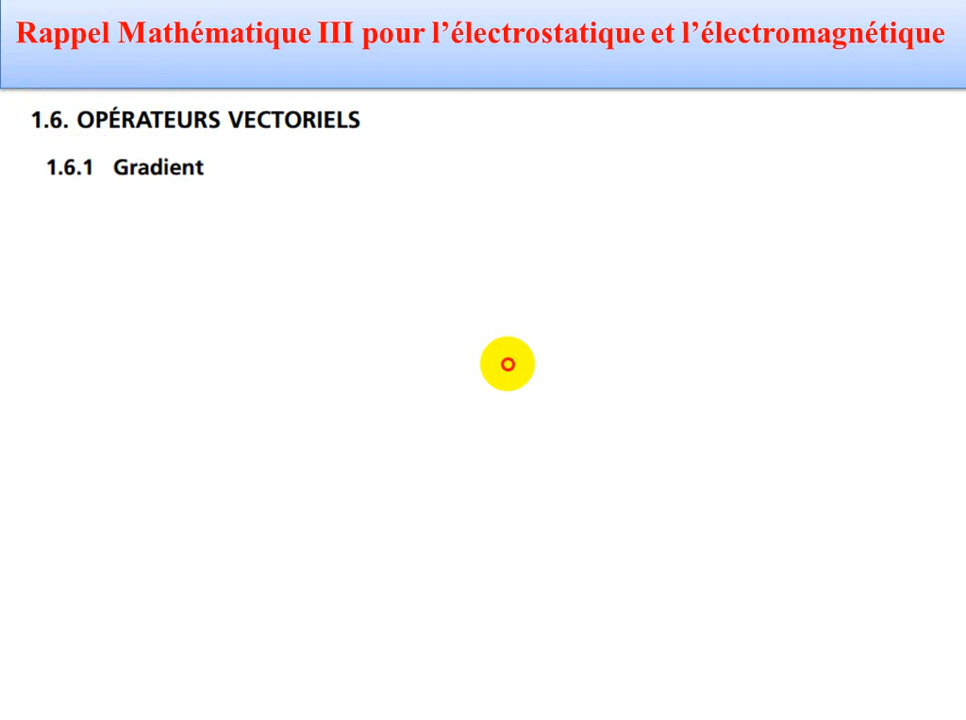 Rappel Mathématique III pour l’électrostatique et l’électromagnétique
1.6. OPÉRATEURS VECTORIELS
1.6.1 Gradient